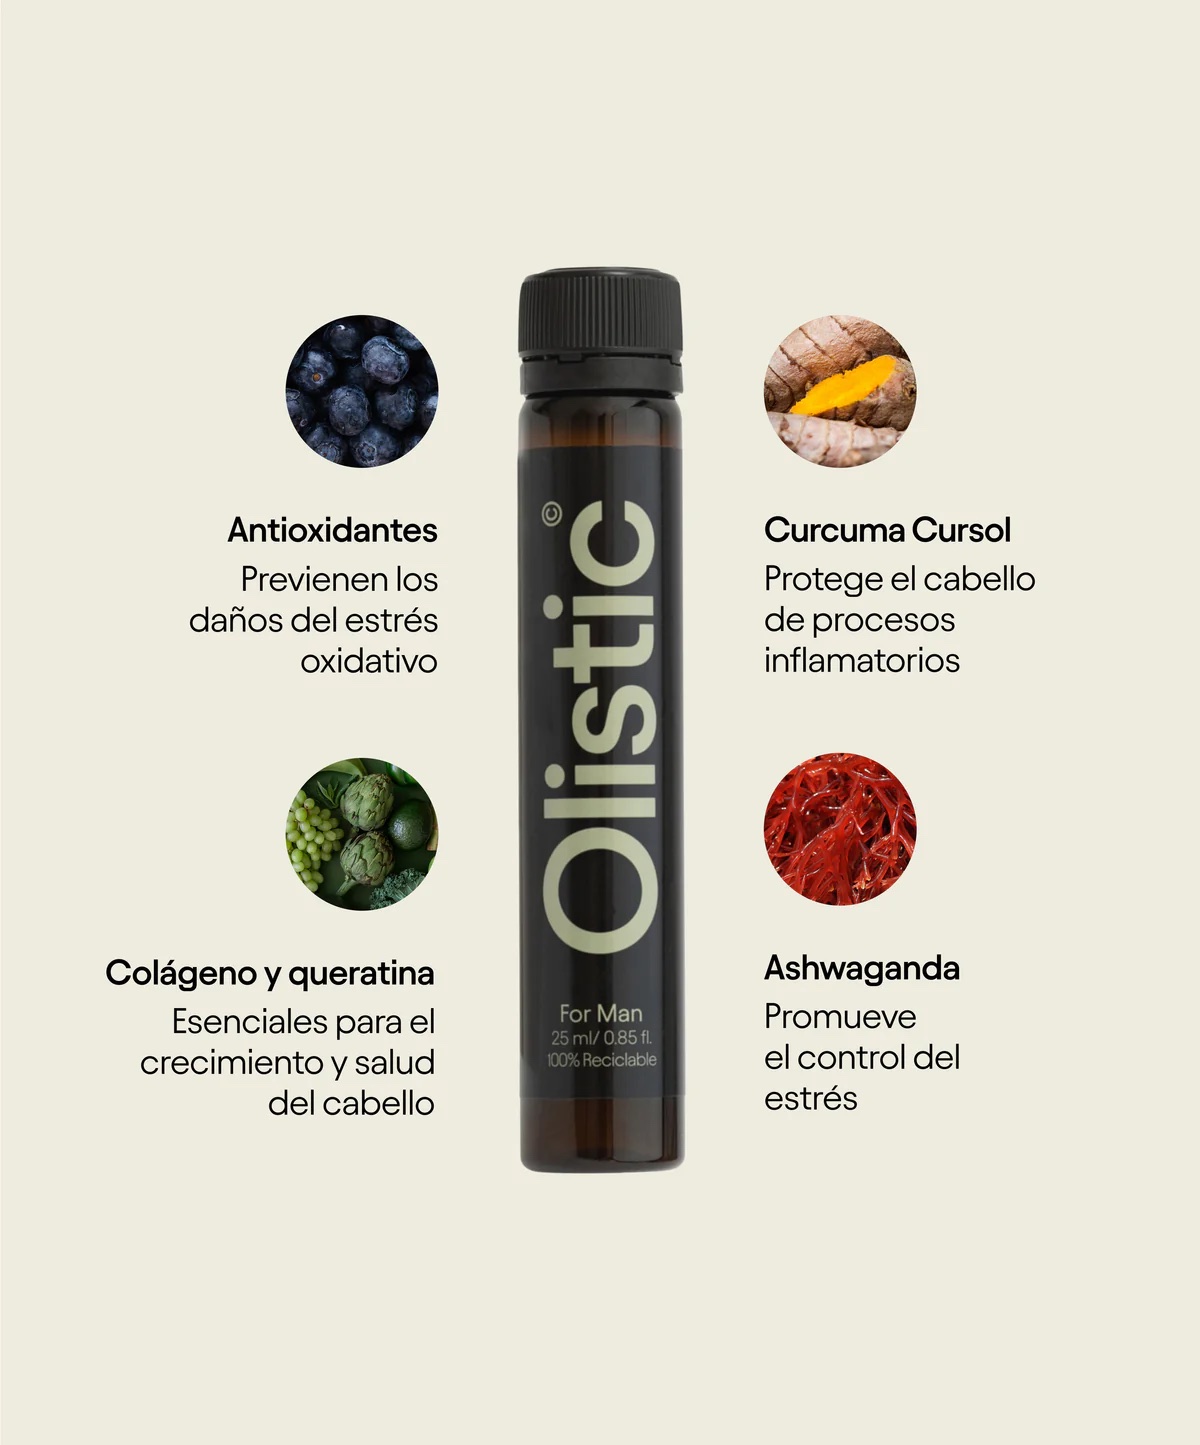 Antioxidantes
Previenen los
daños del estrés
oxidativo
Colágeno y queratina
Esenciales para el
crecimiento y salud
del cabello
Olistic©
For Man
25 ml/ 0.85 fl.
100% Reciclable
Curcuma Cursol
Protege el cabello
de procesos
inflamatorios
Ashwaganda
Promueve
el control del
estrés